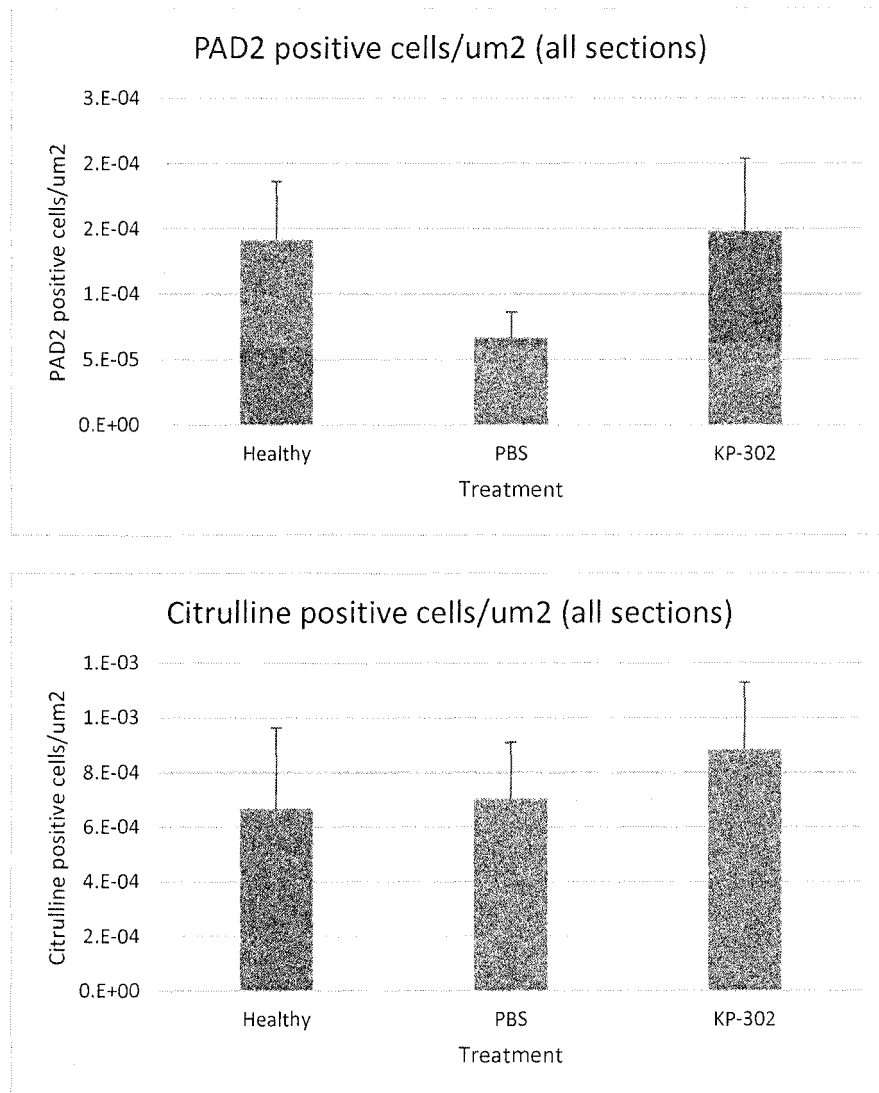 PAD2 positive cells/um2 (all sections)
PAD2 positive cells/um2
3.E-04
2.E-04
2.E-04
1.E-04
5.E-05
0.E+00
Healthy PBS KP-302
Treatment
Citrulline positive cells/um2 (all sections)
Citrulline positive cells/um2
1.E-03
1.E-03
8.E-04
6.E-04
4.E-04
2.E-04
0.E+00
Healthy PBS KP-302
Treatment